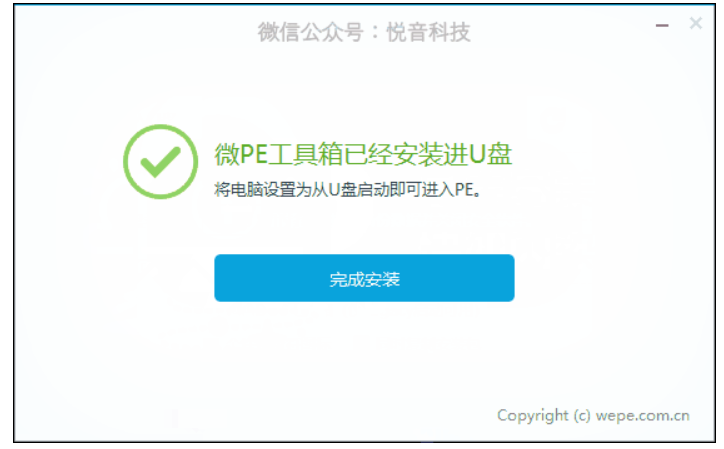 微信公众号：悦音科技
微PE工具箱已经安装进U盘
将电脑设置为从U盘启动即可进入PE。
完成安装
Copyright (c) wepe.com.cn